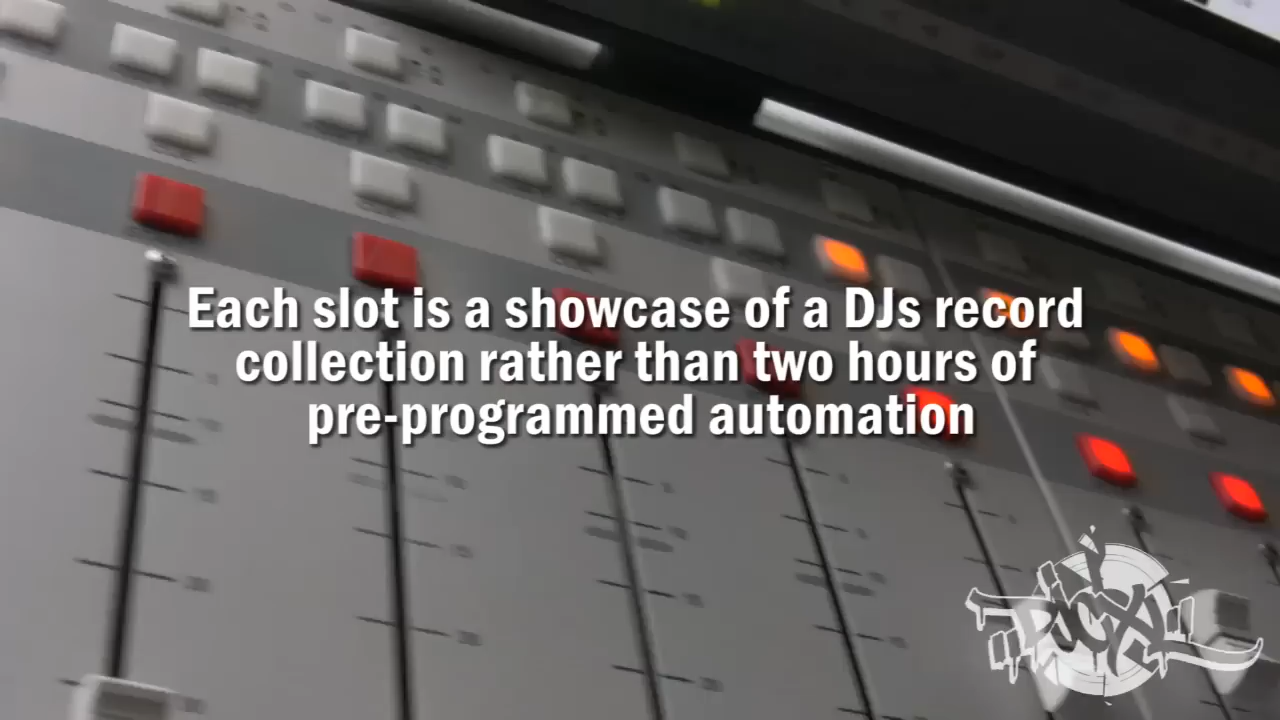 Each slot is a showcase of a DJs record
collection rather than two hours of
pre-programmed automation